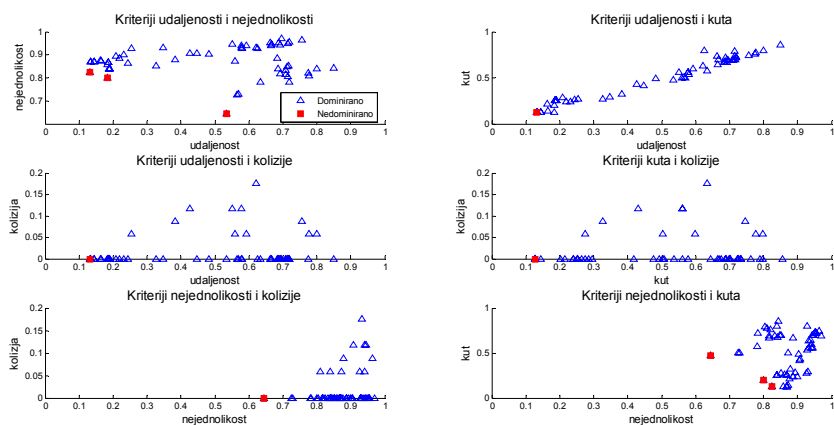 Kriteriji udaljenosti i nejednolikosti
nejednolikost
1
0.9
0.8
0.7
Dominirano
Nedominirano
0 0.1 0.2 0.3 0.4 0.5 0.6 0.7 0.8 0.9 1
udaljenost
Kriteriji udaljenosti i kuta
kut
1
0.5
0
0 0.1 0.2 0.3 0.4 0.5 0.6 0.7 0.8 0.9 1
udaljenost
Kriteriji udaljenosti i kolizije
kolizija
0.2
0.15
0.1
0.05
0
0 0.1 0.2 0.3 0.4 0.5 0.6 0.7 0.8 0.9 1
udaljenost
Kriteriji kuta i kolizije
kolizija
0.2
0.15
0.1
0.05
0
0 0.1 0.2 0.3 0.4 0.5 0.6 0.7 0.8 0.9 1
kut
Kriteriji nejednolikosti i kolizije
kolizja
0.2
0.15
0.1
0.05
0
0 0.1 0.2 0.3 0.4 0.5 0.6 0.7 0.8 0.9 1
nejednolikost
Kriteriji nejednolikosti i kuta
kut
1
0.5
0
0 0.1 0.2 0.3 0.4 0.5 0.6 0.7 0.8 0.9 1
nejednolikost